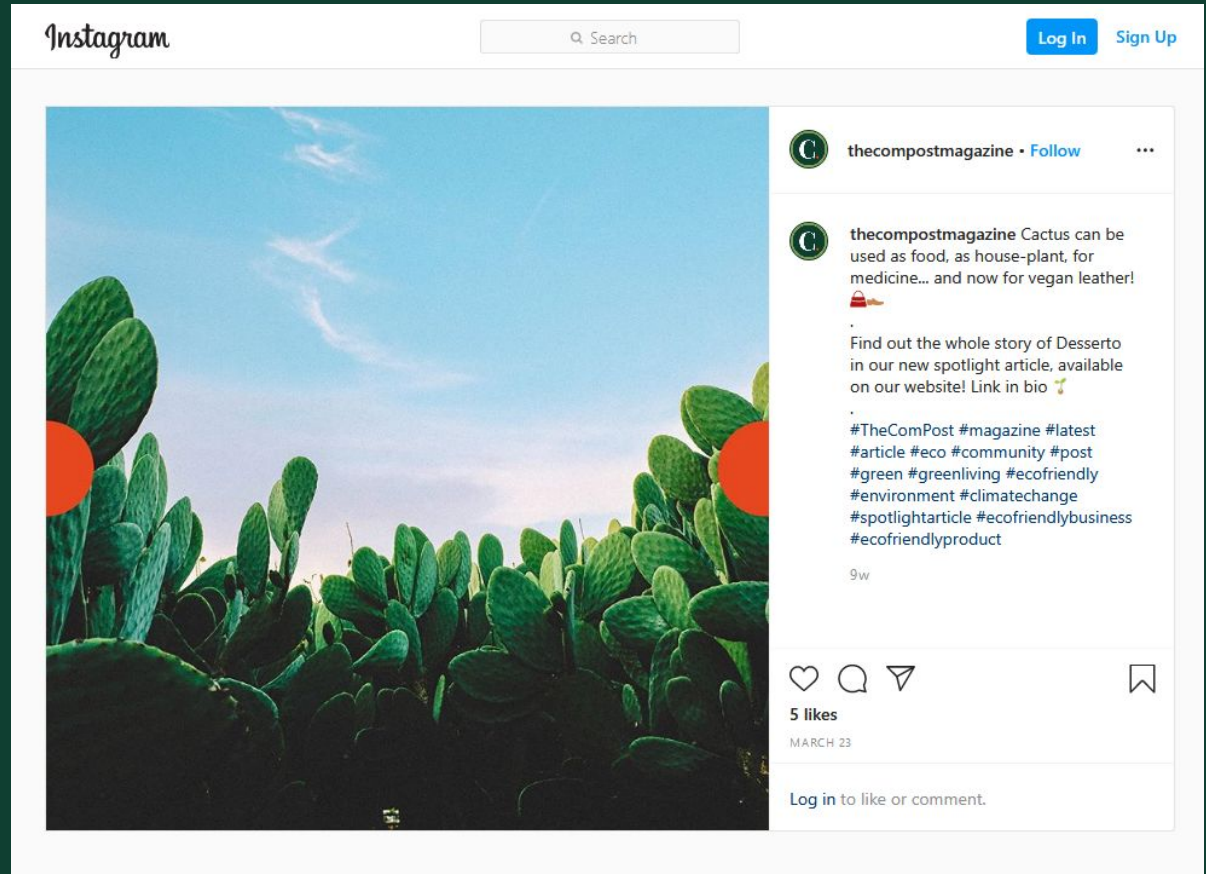 Instagram
Search
Log In
Sign Up
C.
thecompostmagazine • Follow
C.
thecompostmagazine Cactus can be
used as food, as house-plant, for
medicine... and now for vegan leather!
👜🥿
.
Find out the whole story of Desserto
in our new spotlight article, available
on our website! Link in bio 🌱
.
#TheComPost #magazine #latest
#article #eco #community #post
#green #greenliving #ecofriendly
#environment #climatechange
#spotlightarticle #ecofriendlybusiness
#ecofriendlyproduct
9w
5 likes
MARCH 23
Log in to like or comment.